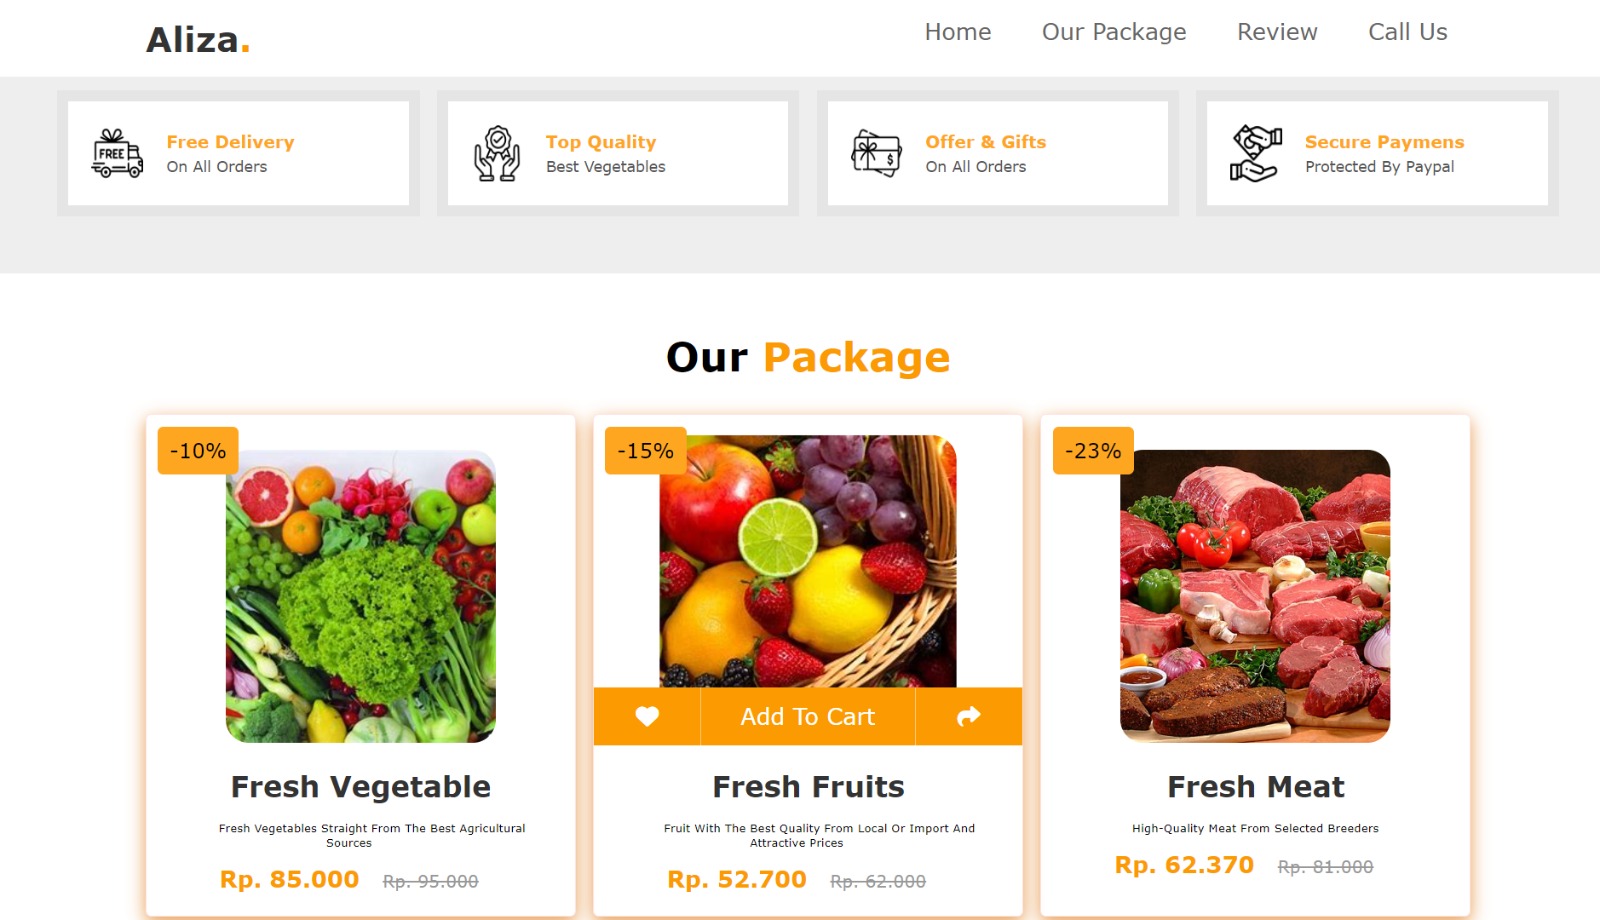 Aliza.
Home Our Package Review Call Us
FREE
Free Delivery
On All Orders
Top Quality
Best Vegetables
$
Offer & Gifts
On All Orders
Secure Paymens
Protected By Paypal
Our Package
-10%
Fresh Vegetable
Fresh Vegetables Straight From The Best Agricultural
Sources
Rp. 85.000 Rp. 95.000
-15%
Add To Cart
Fresh Fruits
Fruit With The Best Quality From Local Or Import And
Attractive Prices
Rp. 52.700 Rp. 62.000
-23%
Fresh Meat
High-Quality Meat From Selected Breeders
Rp. 62.370 Rp. 81.000